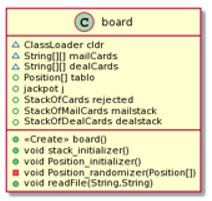 C board
ClassLoader cldr
String[][] mailCards
String[][] dealCards
Position[] tablo
jackpot j
StackOfCards rejected
StackOfMailCards mailstack
StackOfDealCards dealstack
«Create» board()
void stack_initializer()
void Position_initializer()
void Position_randomizer(Position[])
void readFile(String,String)